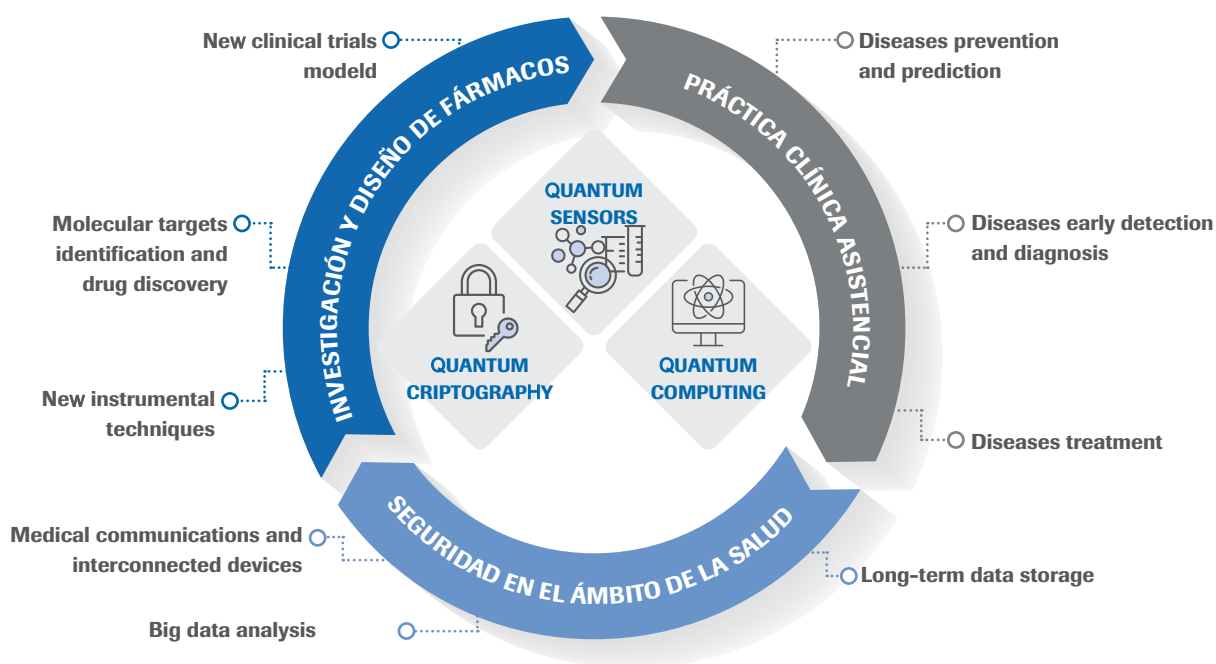 New clinical trials
modeld
Molecular targets
identification and
drug discovery
New instrumental
techniques
INVESTIGACIÓN Y DISEÑO DE FÁRMACOS
PRÁCTICA CLÍNICA ASISTENCIAL
Diseases prevention
and prediction
Diseases early detection
and diagnosis
Diseases treatment
QUANTUM
SENSORS
QUANTUM
CRIPTOGRAPHY
QUANTUM
COMPUTING
SEGURIDAD EN EL ÁMBITO DE LA SALUD
Medical communications and
interconnected devices
Big data analysis
Long-term data storage